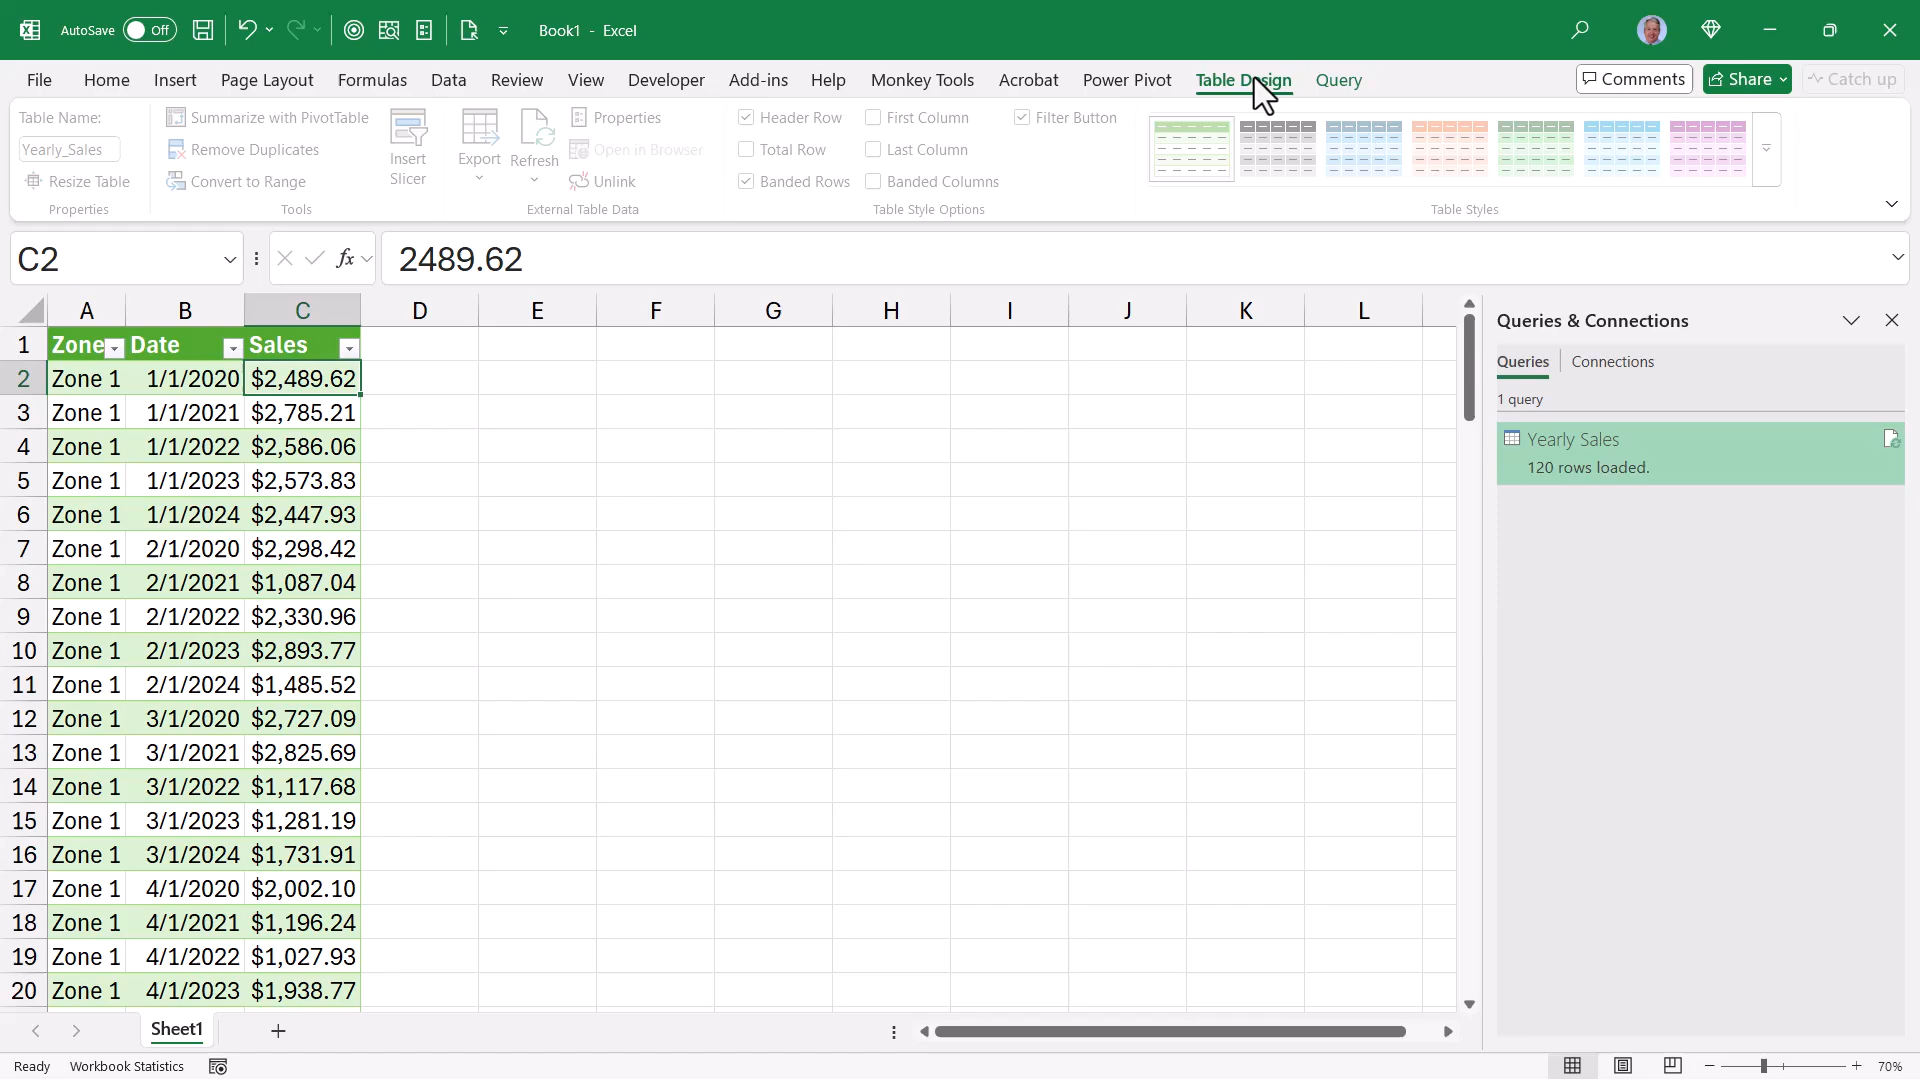 AutoSave Off Book1 - Excel
File Home Insert Page Layout Formulas Data Review View Developer Add-ins Help Monkey Tools Acrobat Power Pivot Table Design Query Comments Share Catch up
Table Name:
Yearly_Sales
Resize Table
Properties
Summarize with PivotTable
Remove Duplicates
Convert to Range
Tools
Insert
Slicer
Export
Refresh
Properties
Open in Browser
Unlink
External Table Data
Header Row
Total Row
Banded Rows
First Column
Last Column
Banded Columns
Filter Button
Table Style Options
Table Styles
C2 fx 2489.62
A B C D E F G H I J K L
1 Zone Date Sales
2 Zone 1 1/1/2020 $2,489.62
3 Zone 1 1/1/2021 $2,785.21
4 Zone 1 1/1/2022 $2,586.06
5 Zone 1 1/1/2023 $2,573.83
6 Zone 1 1/1/2024 $2,447.93
7 Zone 1 2/1/2020 $2,298.42
8 Zone 1 2/1/2021 $1,087.04
9 Zone 1 2/1/2022 $2,330.96
10 Zone 1 2/1/2023 $2,893.77
11 Zone 1 2/1/2024 $1,485.52
12 Zone 1 3/1/2020 $2,727.09
13 Zone 1 3/1/2021 $2,825.69
14 Zone 1 3/1/2022 $1,117.68
15 Zone 1 3/1/2023 $1,281.19
16 Zone 1 3/1/2024 $1,731.91
17 Zone 1 4/1/2020 $2,002.10
18 Zone 1 4/1/2021 $1,196.24
19 Zone 1 4/1/2022 $1,027.93
20 Zone 1 4/1/2023 $1,938.77
Queries & Connections
Queries Connections
1 query
Yearly Sales
120 rows loaded.
Sheet1
Ready Workbook Statistics 70%